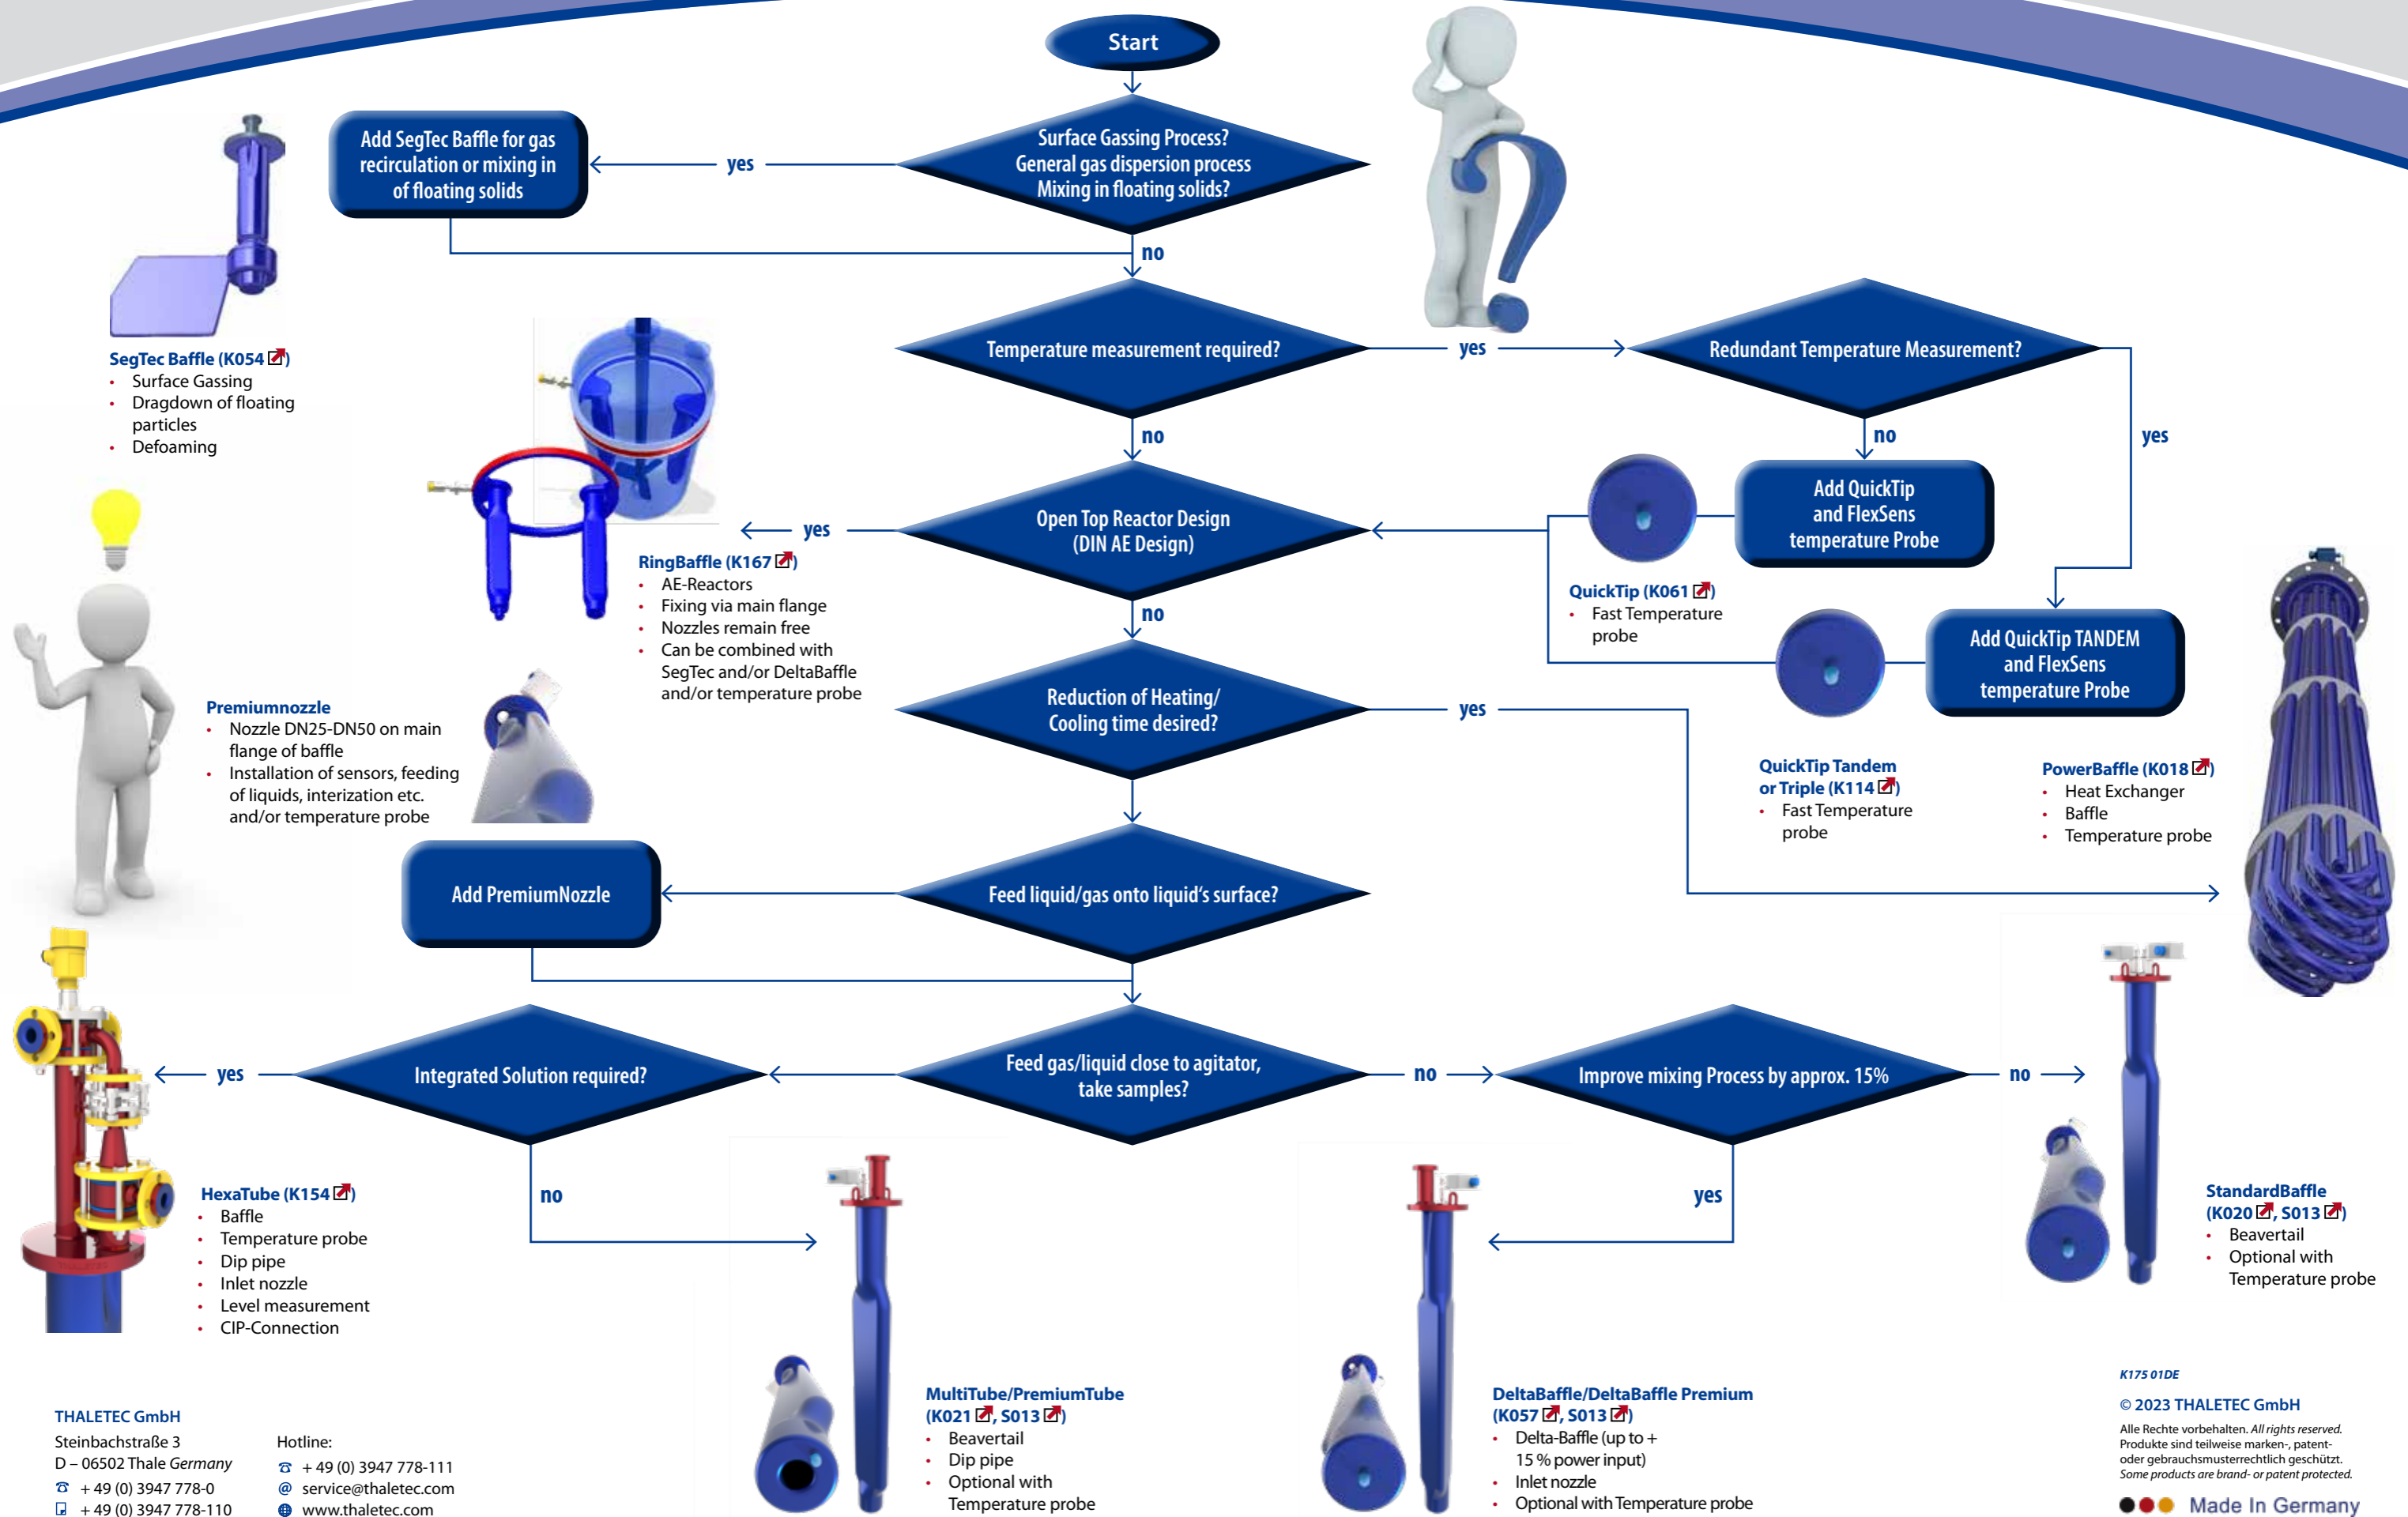 Start
Surface Gassing Process?
General gas dispersion process
Mixing in floating solids?
yes
Add SegTec Baffle for gas
recirculation or mixing in
of floating solids
no
SegTec Baffle (K054)
• Surface Gassing
• Dragdown of floating
particles
• Defoaming
Temperature measurement required?
yes
Redundant Temperature Measurement?
no
no
yes
Add QuickTip
and FlexSens
temperature Probe
Open Top Reactor Design
(DIN AE Design)
yes
RingBaffle (K167)
• AE-Reactors
• Fixing via main flange
• Nozzles remain free
• Can be combined with
SegTec and/or DeltaBaffle
and/or temperature probe
QuickTip (K061)
• Fast Temperature
probe
no
Add QuickTip TANDEM
and FlexSens
temperature Probe
Reduction of Heating/
Cooling time desired?
yes
Premiumnozzle
• Nozzle DN25-DN50 on main
flange of baffle
• Installation of sensors, feeding
of liquids, interization etc.
and/or temperature probe
QuickTip Tandem
or Triple (K114)
• Fast Temperature
probe
PowerBaffle (K018)
• Heat Exchanger
• Baffle
• Temperature probe
Add PremiumNozzle
Feed liquid/gas onto liquid‘s surface?
yes
Integrated Solution required?
Feed gas/liquid close to agitator,
take samples?
no
Improve mixing Process by approx. 15%
no
no
yes
HexaTube (K154)
• Baffle
• Temperature probe
• Dip pipe
• Inlet nozzle
• Level measurement
• CIP-Connection
THALETEC
StandardBaffle
(K020, S013)
• Beavertail
• Optional with
Temperature probe
MultiTube/PremiumTube
(K021, S013)
• Beavertail
• Dip pipe
• Optional with
Temperature probe
DeltaBaffle/DeltaBaffle Premium
(K057, S013)
• Delta-Baffle (up to +
15 % power input)
• Inlet nozzle
• Optional with Temperature probe
THALETEC GmbH
Steinbachstraße 3
D – 06502 Thale Germany
+ 49 (0) 3947 778-0
+ 49 (0) 3947 778-110
Hotline:
+ 49 (0) 3947 778-111
@ service@thaletec.com
www.thaletec.com
K175 01DE
© 2023 THALETEC GmbH
Alle Rechte vorbehalten. All rights reserved.
Produkte sind teilweise marken-, patent-
oder gebrauchsmusterrechtlich geschützt.
Some products are brand- or patent protected.
Made In Germany